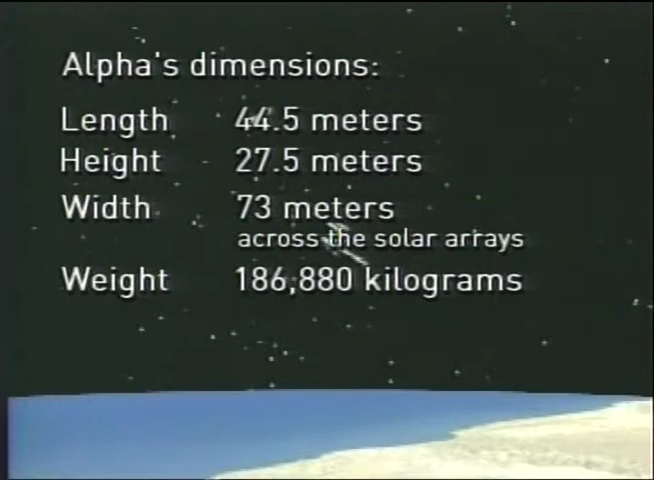 Alpha's dimensions:
Length 44.5 meters
Height 27.5 meters
Width 73 meters
across the solar arrays
Weight 186,880 kilograms